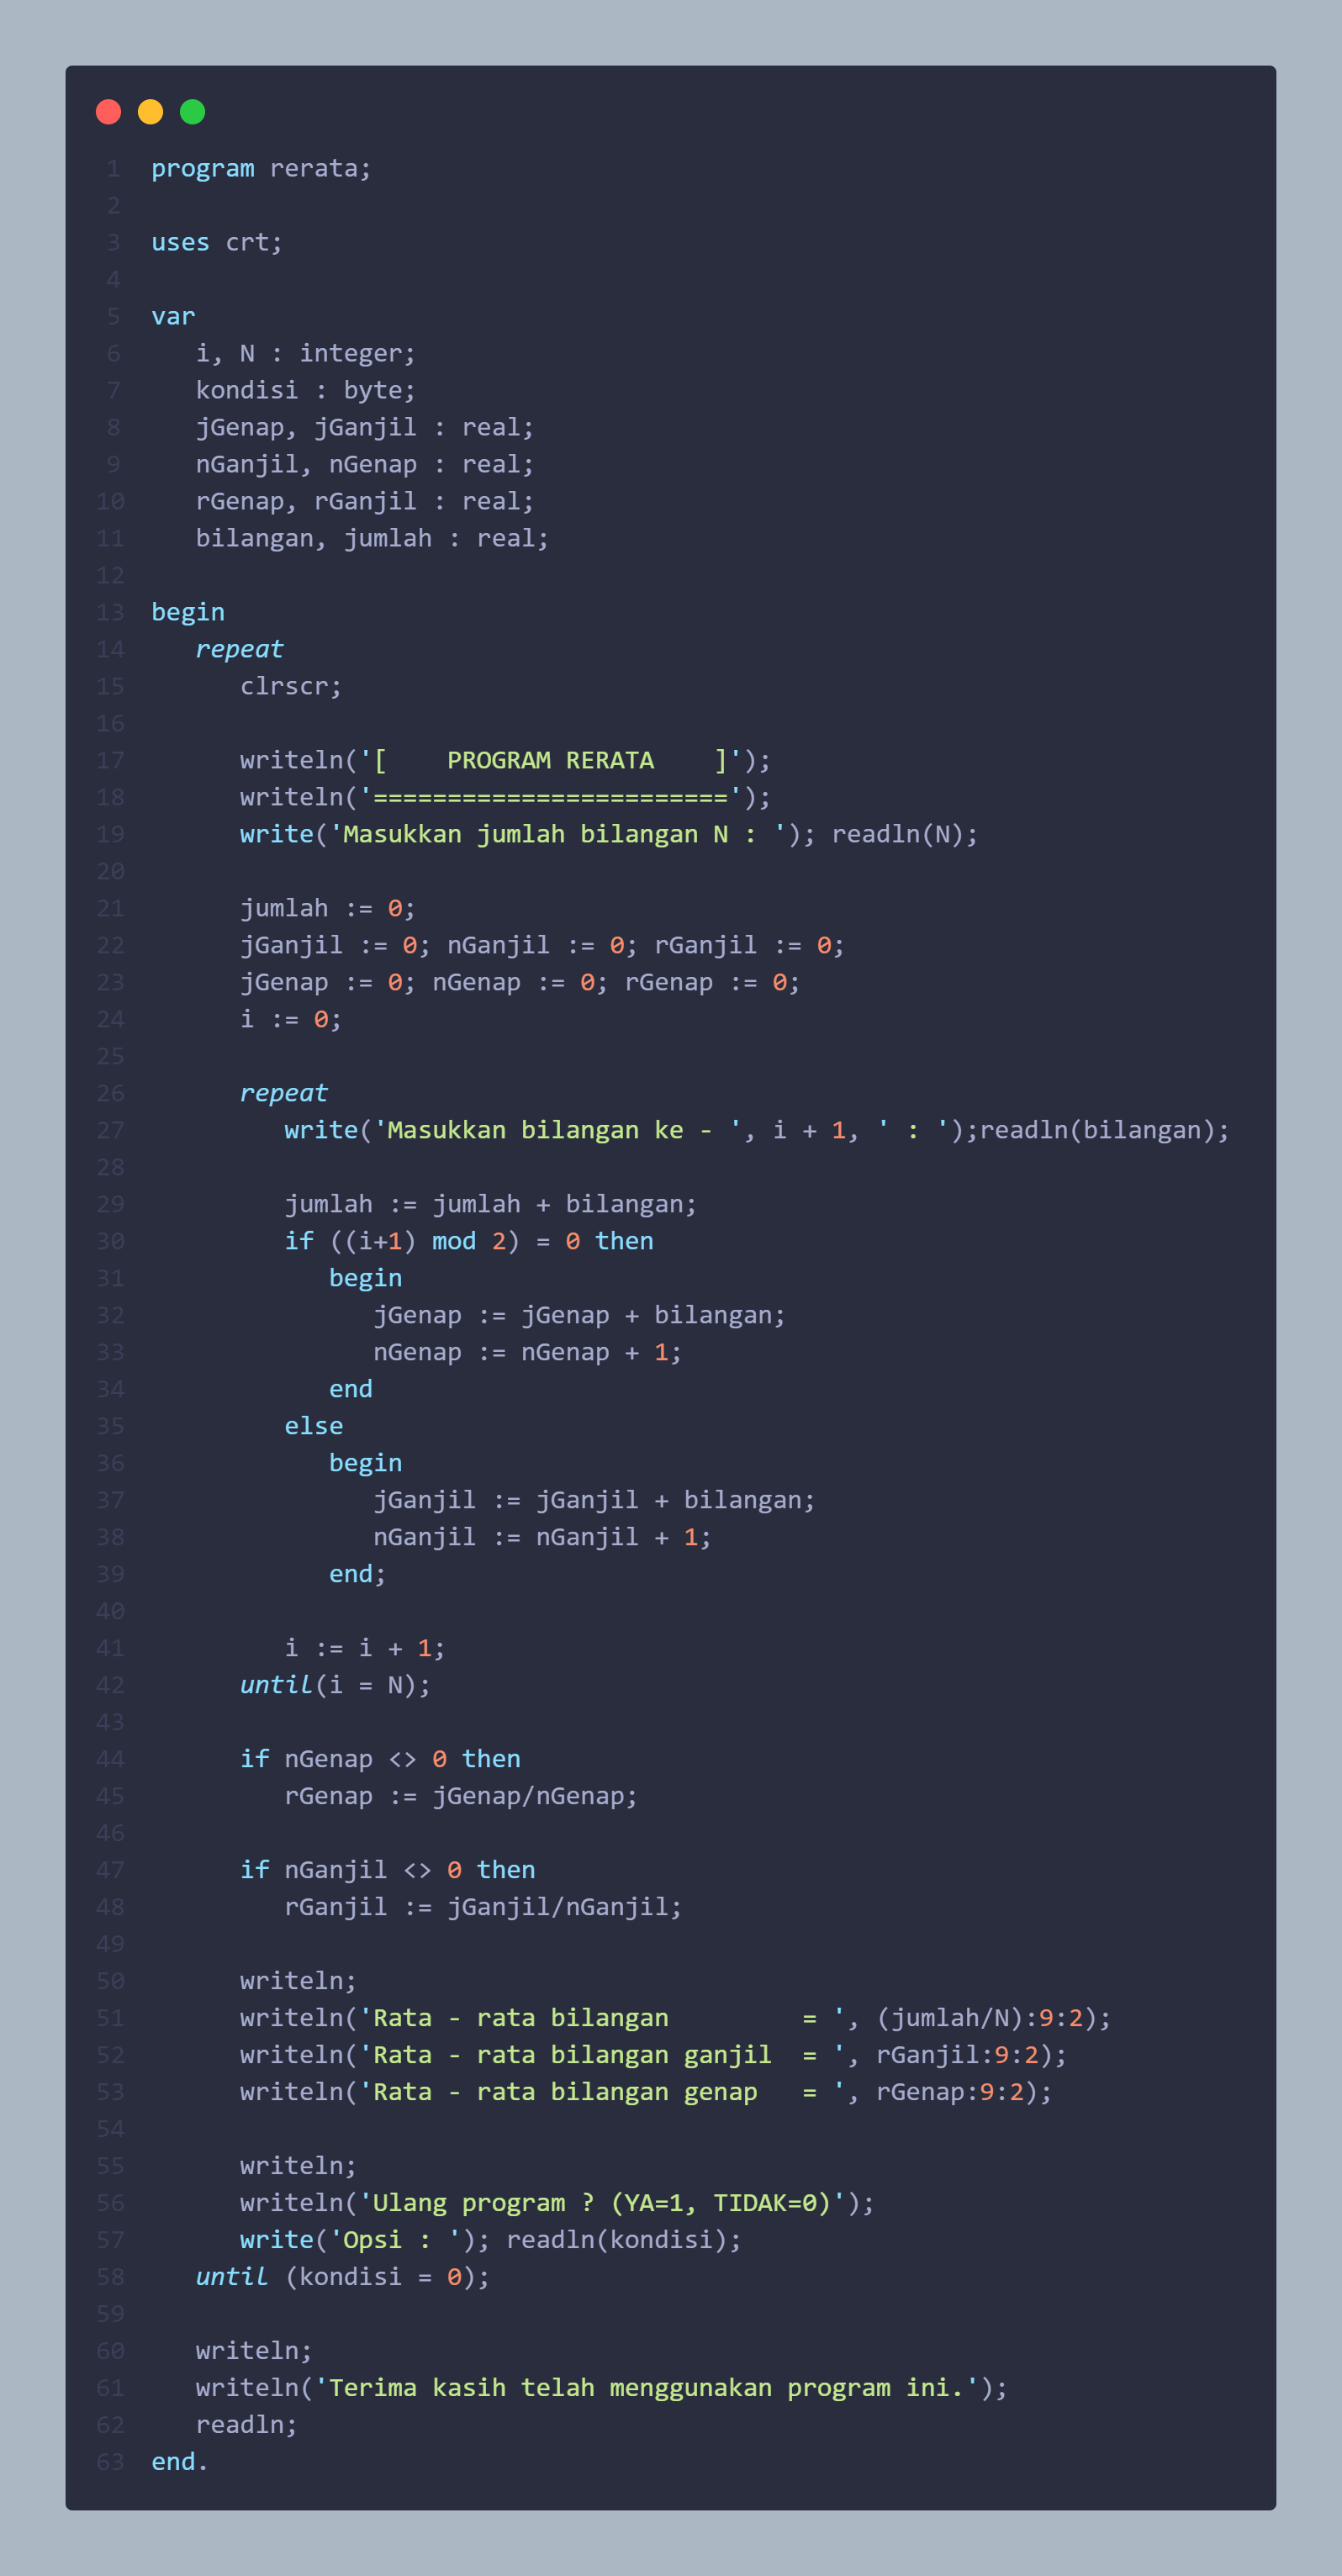 1 program rerata;
2
3 uses crt;
4
5 var
6    i, N : integer;
7    kondisi : byte;
8    jGenap, jGanjil : real;
9    nGanjil, nGenap : real;
10    rGenap, rGanjil : real;
11    bilangan, jumlah : real;
12
13 begin
14    repeat
15       clrscr;
16
17       writeln('[    PROGRAM RERATA    ]');
18       writeln('========================');
19       write('Masukkan jumlah bilangan N : '); readln(N);
20
21       jumlah := 0;
22       jGanjil := 0; nGanjil := 0; rGanjil := 0;
23       jGenap := 0; nGenap := 0; rGenap := 0;
24       i := 0;
25
26       repeat
27          write('Masukkan bilangan ke - ', i + 1, ' : ');readln(bilangan);
28
29          jumlah := jumlah + bilangan;
30          if ((i+1) mod 2) = 0 then
31             begin
32                jGenap := jGenap + bilangan;
33                nGenap := nGenap + 1;
34             end
35          else
36             begin
37                jGanjil := jGanjil + bilangan;
38                nGanjil := nGanjil + 1;
39             end;
40
41          i := i + 1;
42       until(i = N);
43
44       if nGenap <> 0 then
45          rGenap := jGenap/nGenap;
46
47       if nGanjil <> 0 then
48          rGanjil := jGanjil/nGanjil;
49
50       writeln;
51       writeln('Rata - rata bilangan         = ', (jumlah/N):9:2);
52       writeln('Rata - rata bilangan ganjil  = ', rGanjil:9:2);
53       writeln('Rata - rata bilangan genap   = ', rGenap:9:2);
54
55       writeln;
56       writeln('Ulang program ? (YA=1, TIDAK=0)');
57       write('Opsi : '); readln(kondisi);
58    until (kondisi = 0);
59
60    writeln;
61    writeln('Terima kasih telah menggunakan program ini.');
62    readln;
63 end.